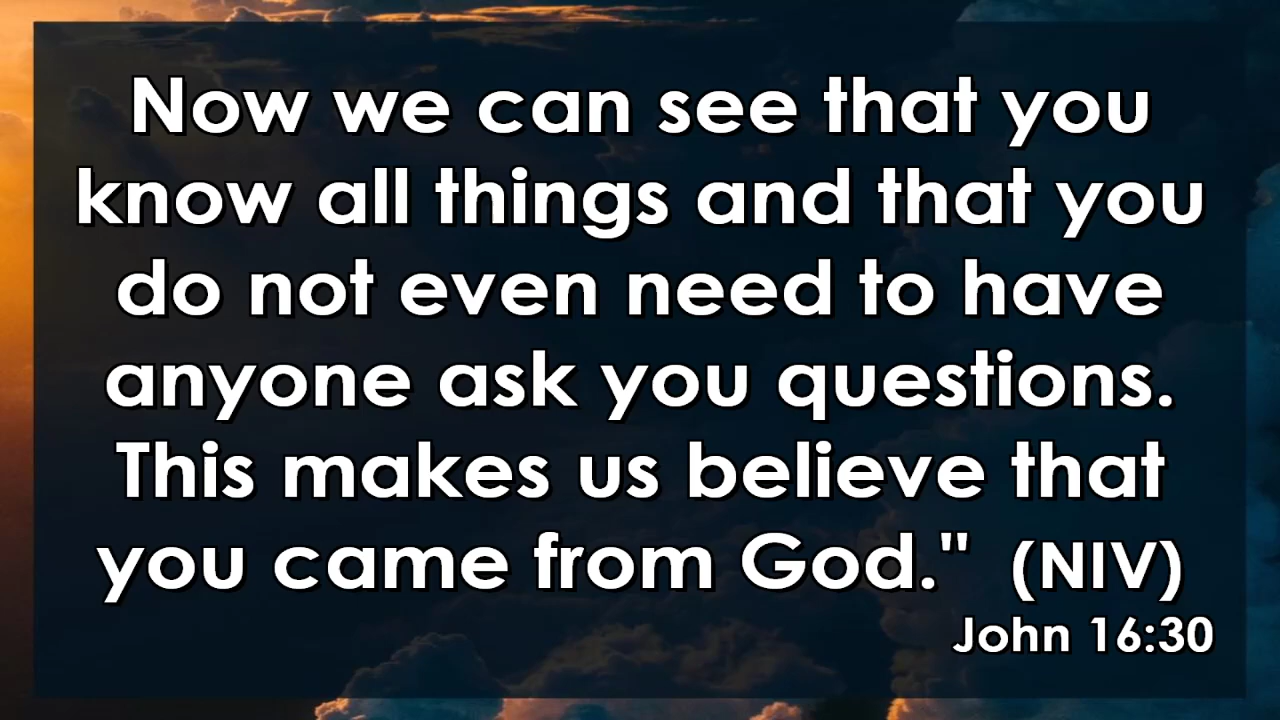 Now we can see that you
know all things and that you
do not even need to have
anyone ask you questions.
This makes us believe that
you came from God."  (NIV)
John 16:30